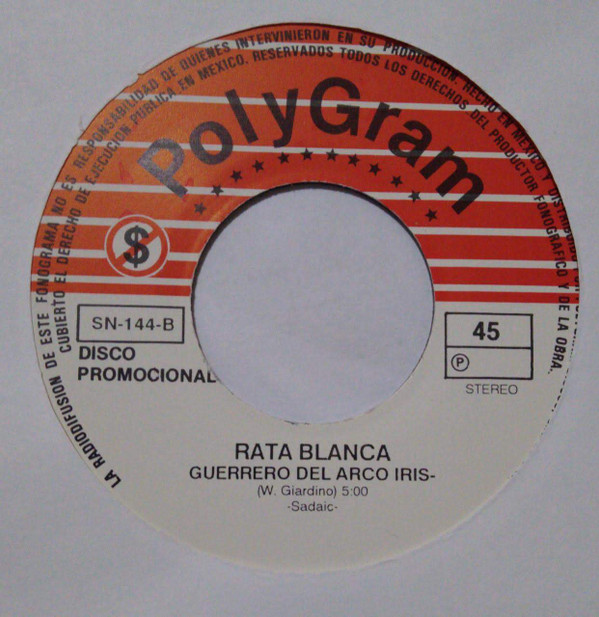 LA RADIODIFUSION DE ESTE FONOGRAMA NO ES RESPONSABILIDAD DE QUIENES INTERVINIERON EN SU PRODUCCION. HECHO EN MEXICO Y DISTRIBUIDO POR
CUBIERTO EL DERECHO DE EJECUCION PUBLICA EN MEXICO. RESERVADOS TODOS LOS DERECHOS DEL PRODUCTOR FONOGRAFICO Y DE LA OBRA.
PolyGram
$
SN-144-B
DISCO
PROMOCIONAL
45
P
STEREO
RATA BLANCA
GUERRERO DEL ARCO IRIS-
(W. Giardino) 5:00
-Sadaic-